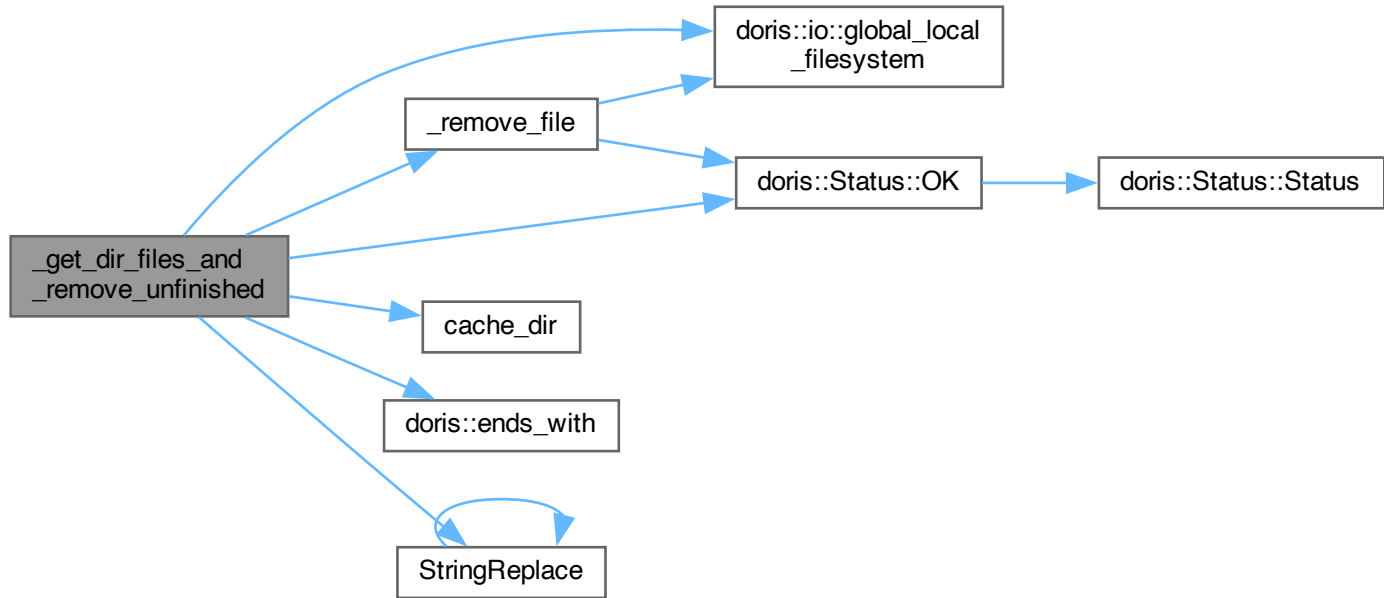 doris::io::global_local
_filesystem
_remove_file
doris::Status::OK
doris::Status::Status
_get_dir_files_and
_remove_unfinished
cache_dir
doris::ends_with
StringReplace